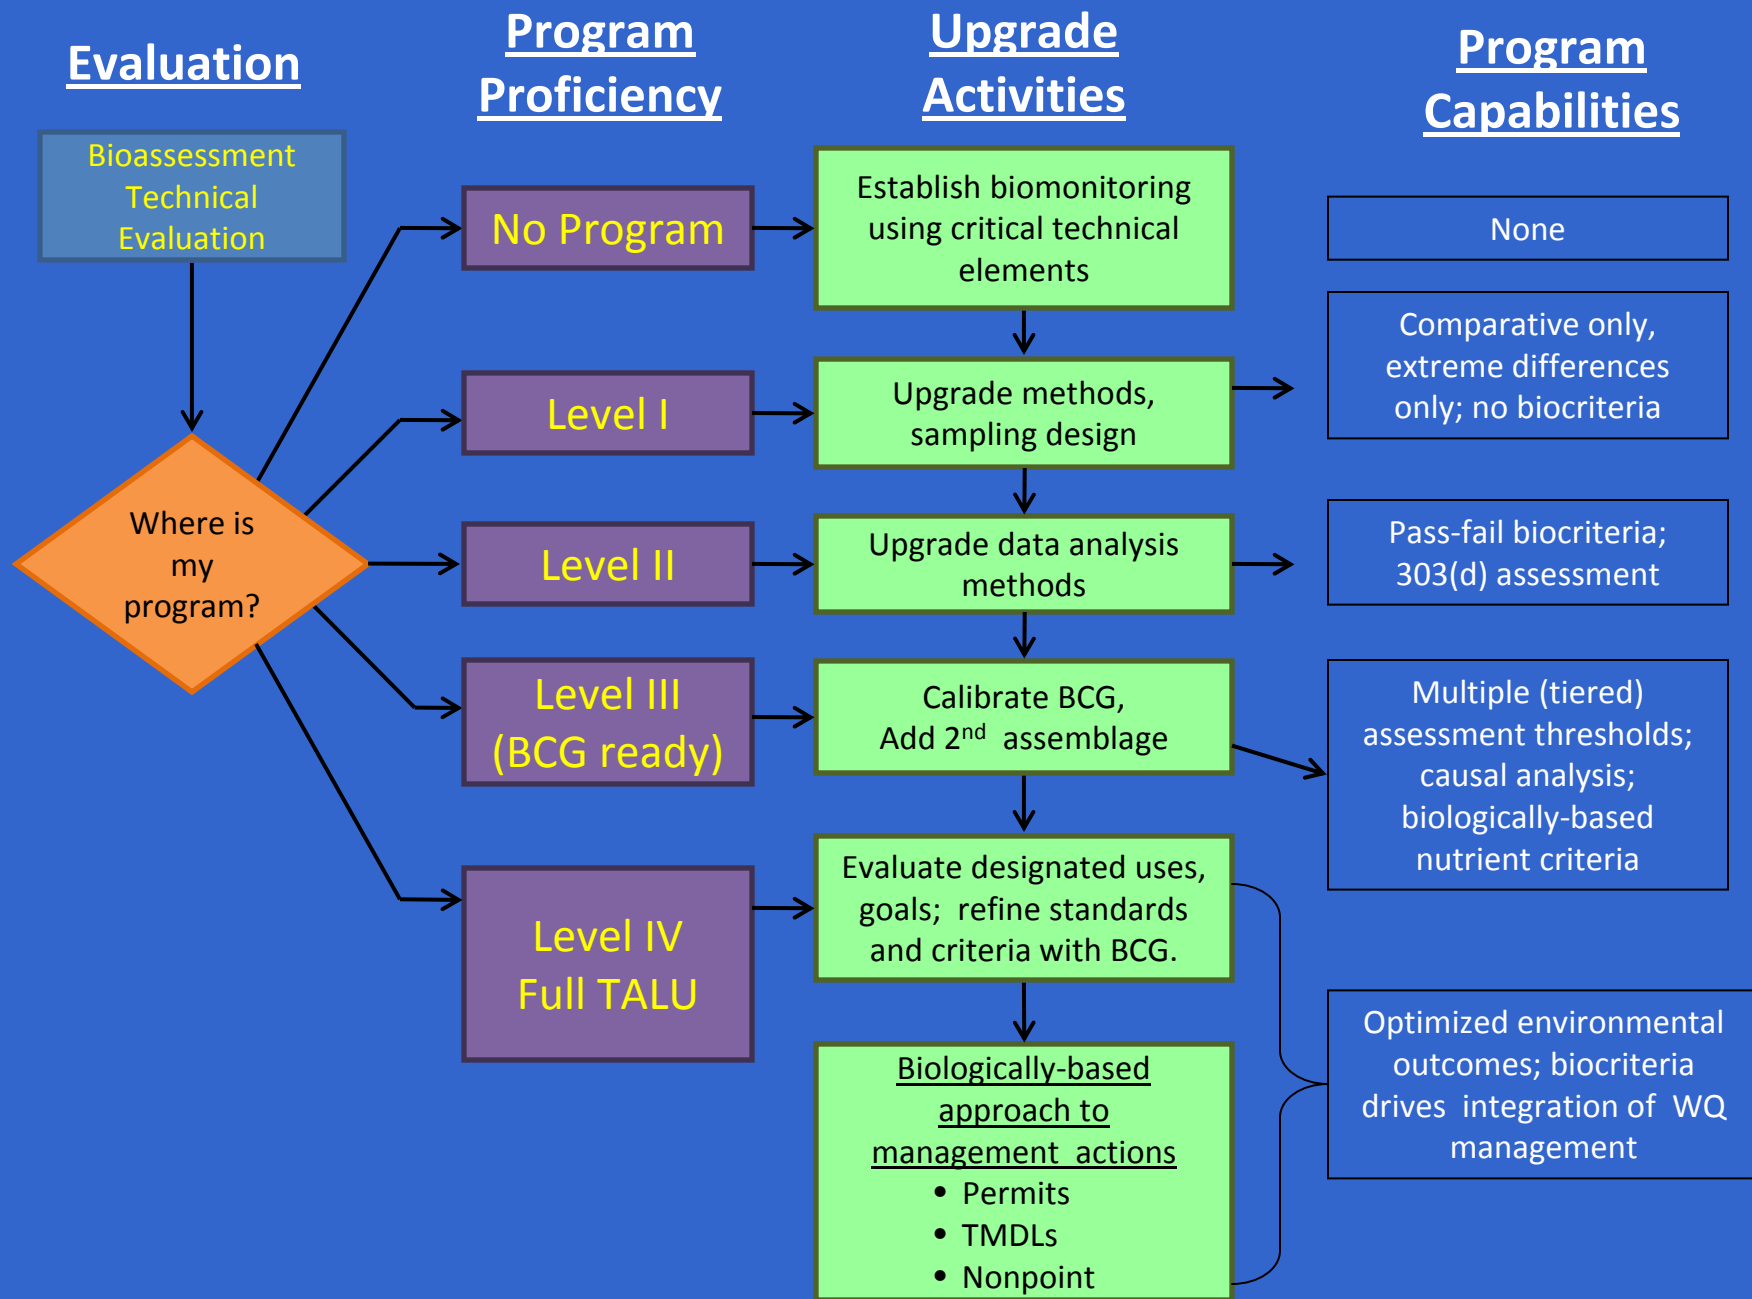 Evaluation
Program
Proficiency
Upgrade
Activities
Program
Capabilities
Bioassessment
Technical
Evaluation
Where is
my
program?
No Program
Level I
Level II
Level III
(BCG ready)
Level IV
Full TALU
Establish biomonitoring
using critical technical
elements
Upgrade methods,
sampling design
Upgrade data analysis
methods
Calibrate BCG,
Add 2nd assemblage
Evaluate designated uses,
goals; refine standards
and criteria with BCG.
Biologically-based
approach to
management actions
• Permits
• TMDLs
• Nonpoint
None
Comparative only,
extreme differences
only; no biocriteria
Pass-fail biocriteria;
303(d) assessment
Multiple (tiered)
assessment thresholds;
causal analysis;
biologically-based
nutrient criteria
Optimized environmental
outcomes; biocriteria
drives integration of WQ
management